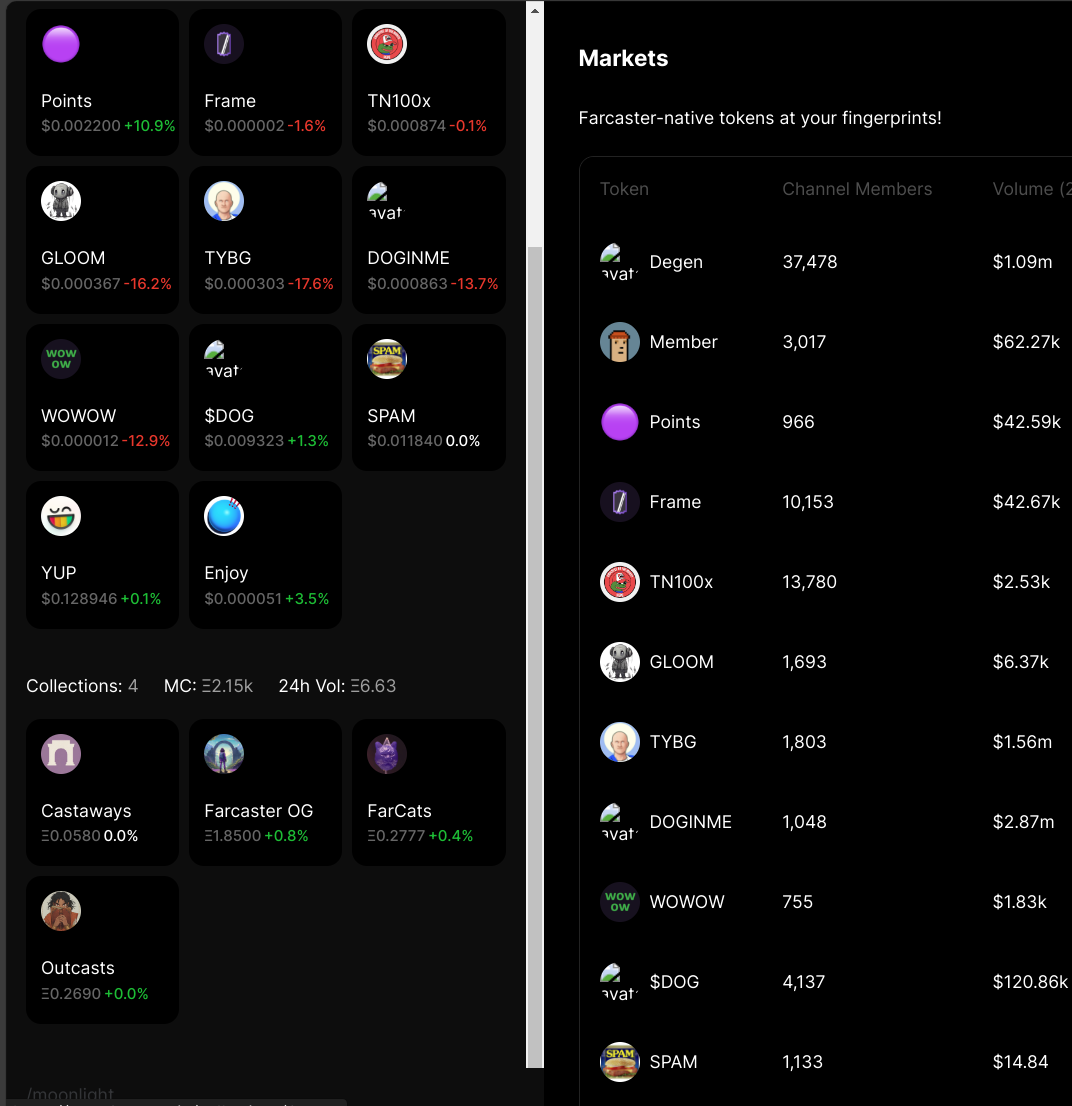 Points
$0.002200 +10.9%
Frame
$0.000002 -1.6%
TN100x
$0.000874 -0.1%
GLOOM
$0.000367 -16.2%
TYBG
$0.000303 -17.6%
avat
DOGINME
$0.000863 -13.7%
WOW
OW
WOWOW
$0.000012 -12.9%
avat
$DOG
$0.009323 +1.3%
SPAM
SPAM
$0.011840 0.0%
YUP
$0.128946 +0.1%
Enjoy
$0.000051 +3.5%
Collections: 4 MC: Ξ2.15k 24h Vol: Ξ6.63
Castaways
Ξ0.0580 0.0%
Farcaster OG
Ξ1.8500 +0.8%
FarCats
Ξ0.2777 +0.4%
Outcasts
Ξ0.2690 +0.0%
/moonlight
Markets
Farcaster-native tokens at your fingerprints!
Token Channel Members Volume (2
avat Degen 37,478 $1.09m
Member 3,017 $62.27k
Points 966 $42.59k
Frame 10,153 $42.67k
TN100x 13,780 $2.53k
GLOOM 1,693 $6.37k
TYBG 1,803 $1.56m
avat DOGINME 1,048 $2.87m
WOW
OW
WOWOW 755 $1.83k
avat $DOG 4,137 $120.86k
SPAM
SPAM 1,133 $14.84